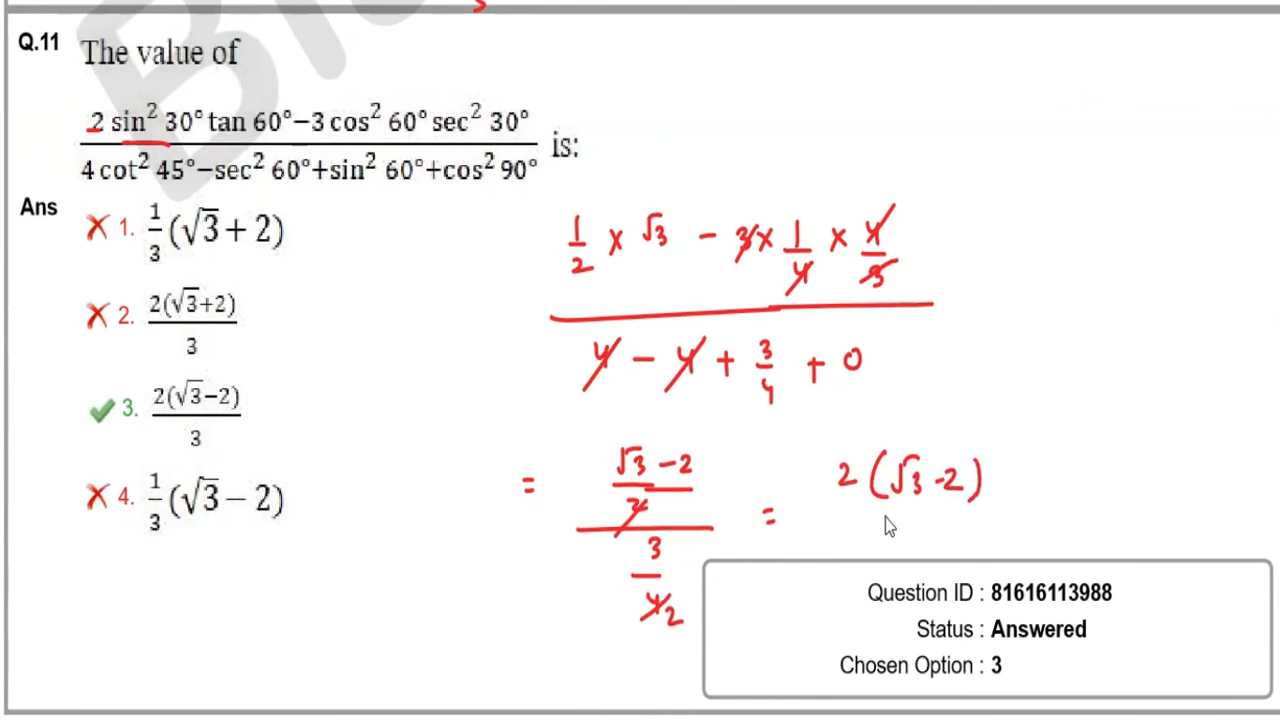 Q.11 The value of
2 sin² 30° tan 60° − 3 cos² 60° sec² 30°
4 cot² 45° − sec² 60° + sin² 60° + cos² 90°
is:
Ans
1. 1/3 (√3 + 2)
2. 2(√3+2)/3
3. 2(√3−2)/3
4. 1/3 (√3 − 2)
1/2 × √3 − 3 × 1/4 × 4/3
4 − 4 + 3/4 + 0
= √3 − 2
2
3
4 2
= 2 (√3 - 2)
Question ID : 81616113988
Status : Answered
Chosen Option : 3